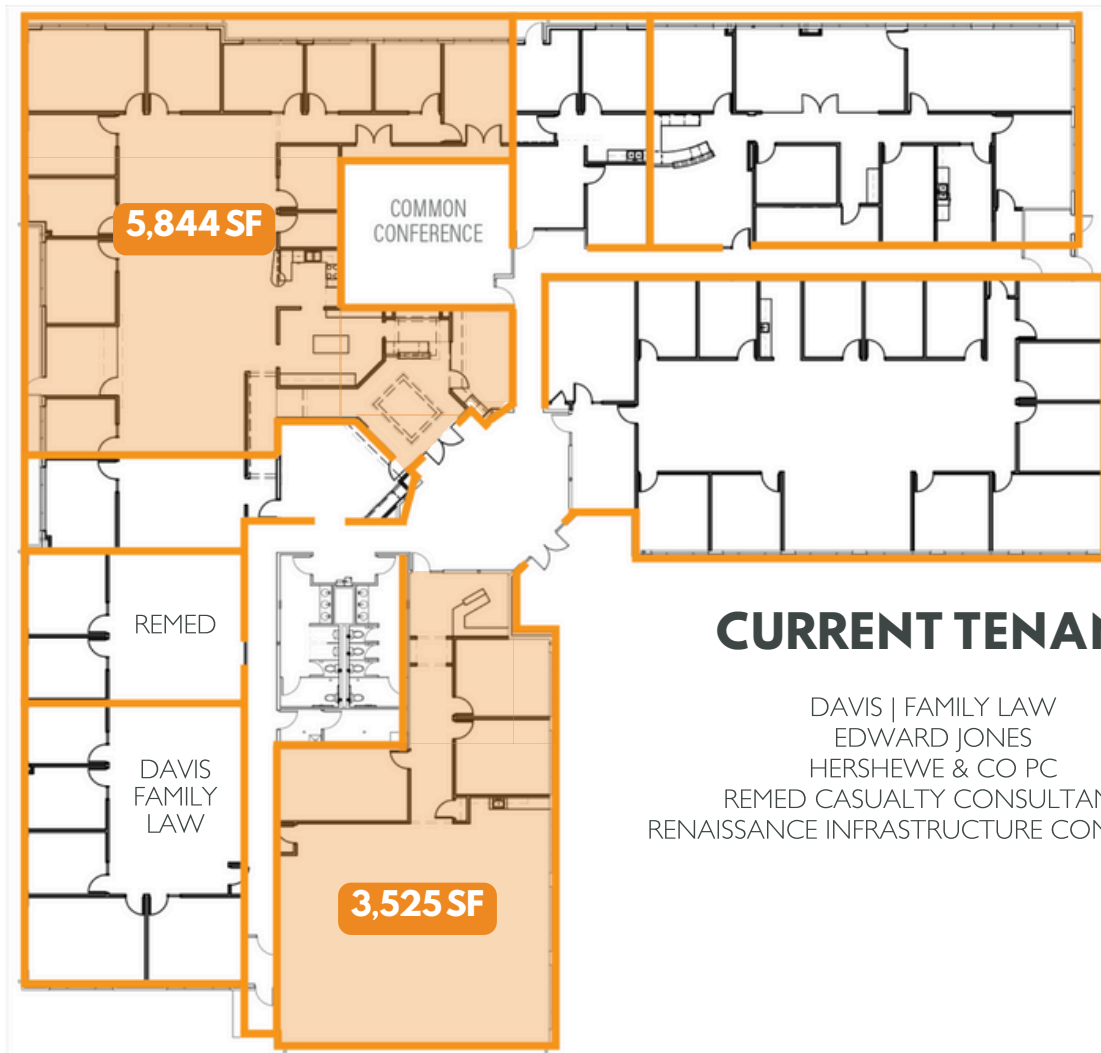 5,844 SF
COMMON
CONFERENCE
REMED
DAVIS
FAMILY
LAW
3,525 SF
CURRENT TENAN
DAVIS | FAMILY LAW
EDWARD JONES
HERSHEWE & CO PC
REMED CASUALTY CONSULTAN
RENAISSANCE INFRASTRUCTURE CON